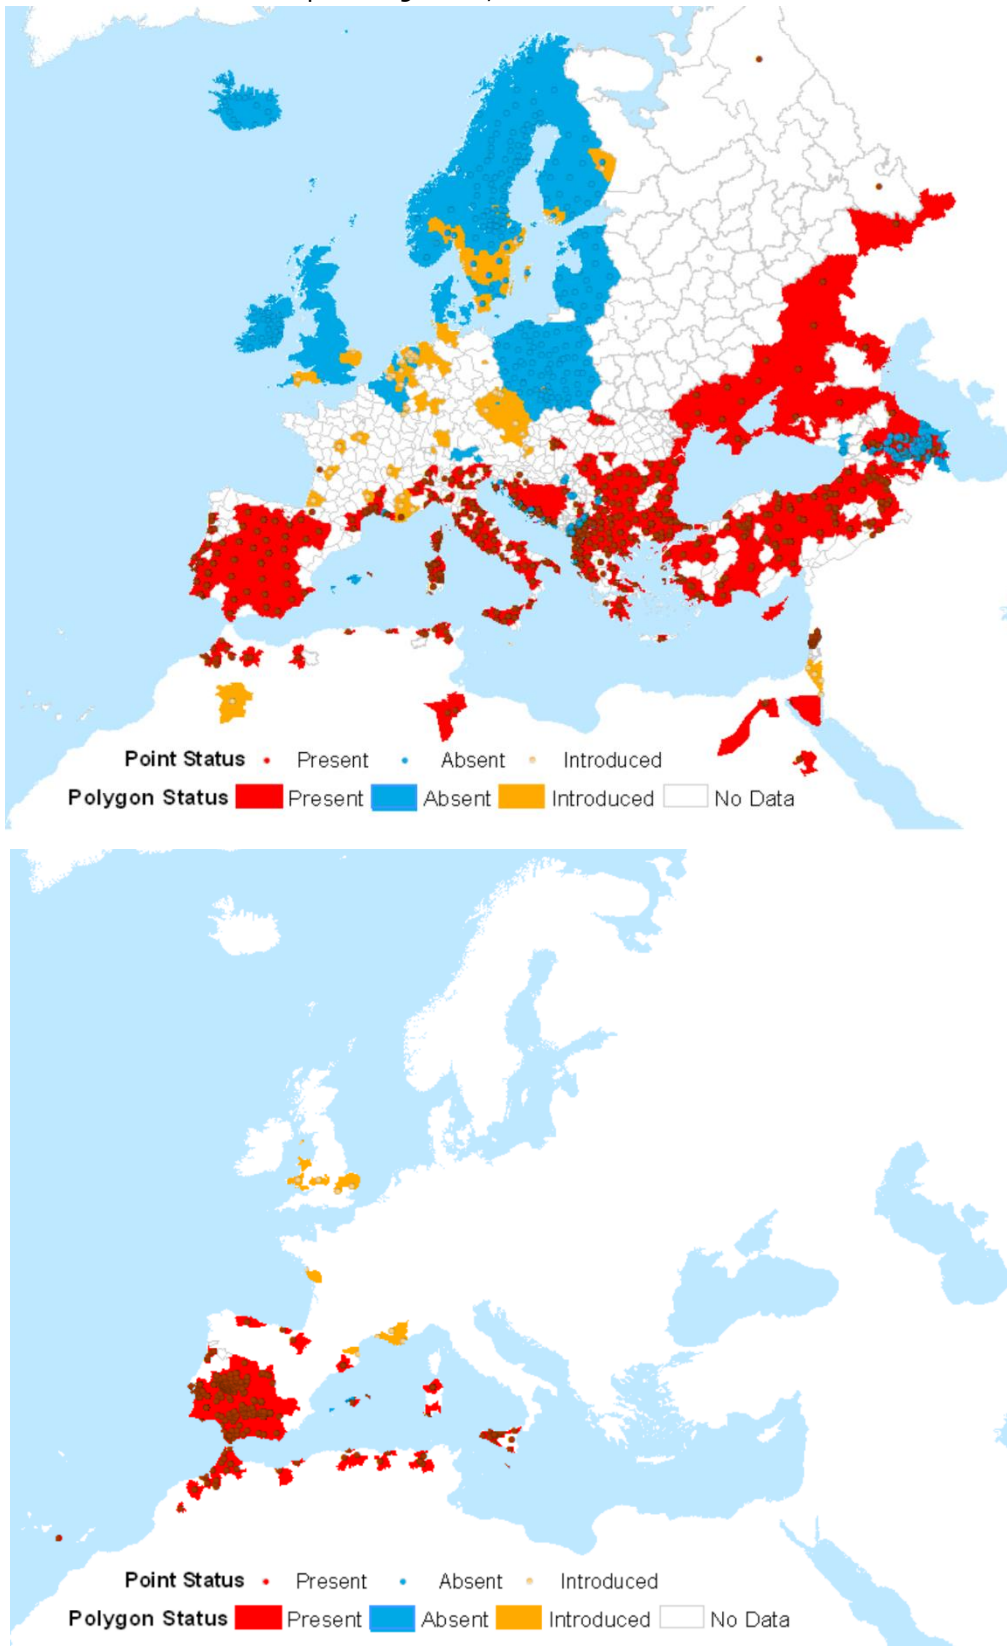 Point Status Present Absent Introduced
Polygon Status Present Absent Introduced No Data
Point Status Present Absent Introduced
Polygon Status Present Absent Introduced No Data